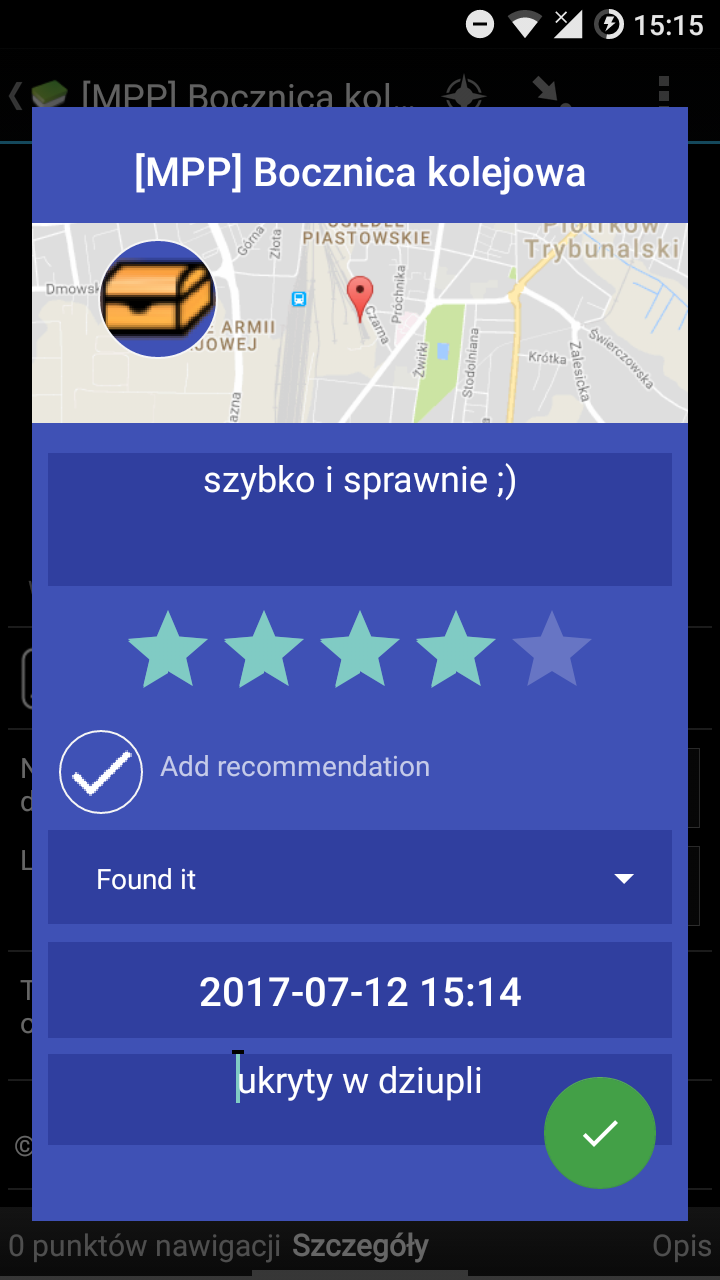 15:15
[MPP] Bocznica kol...
[MPP] Bocznica kolejowa
Górna
Złota
PIASTOWSKIE
Piotrków
Trybunalski
Dmowsk
Próchnika
Czarna
ARMII
JOWEJ
Żwirki
Stodolniana
Krótka
Zalesicka
Świerczowska
azna
szybko i sprawnie ;)
Add recommendation
Found it
2017-07-12 15:14
ukryty w dziupli
©
0 punktów nawigacji Szczegóły Opis